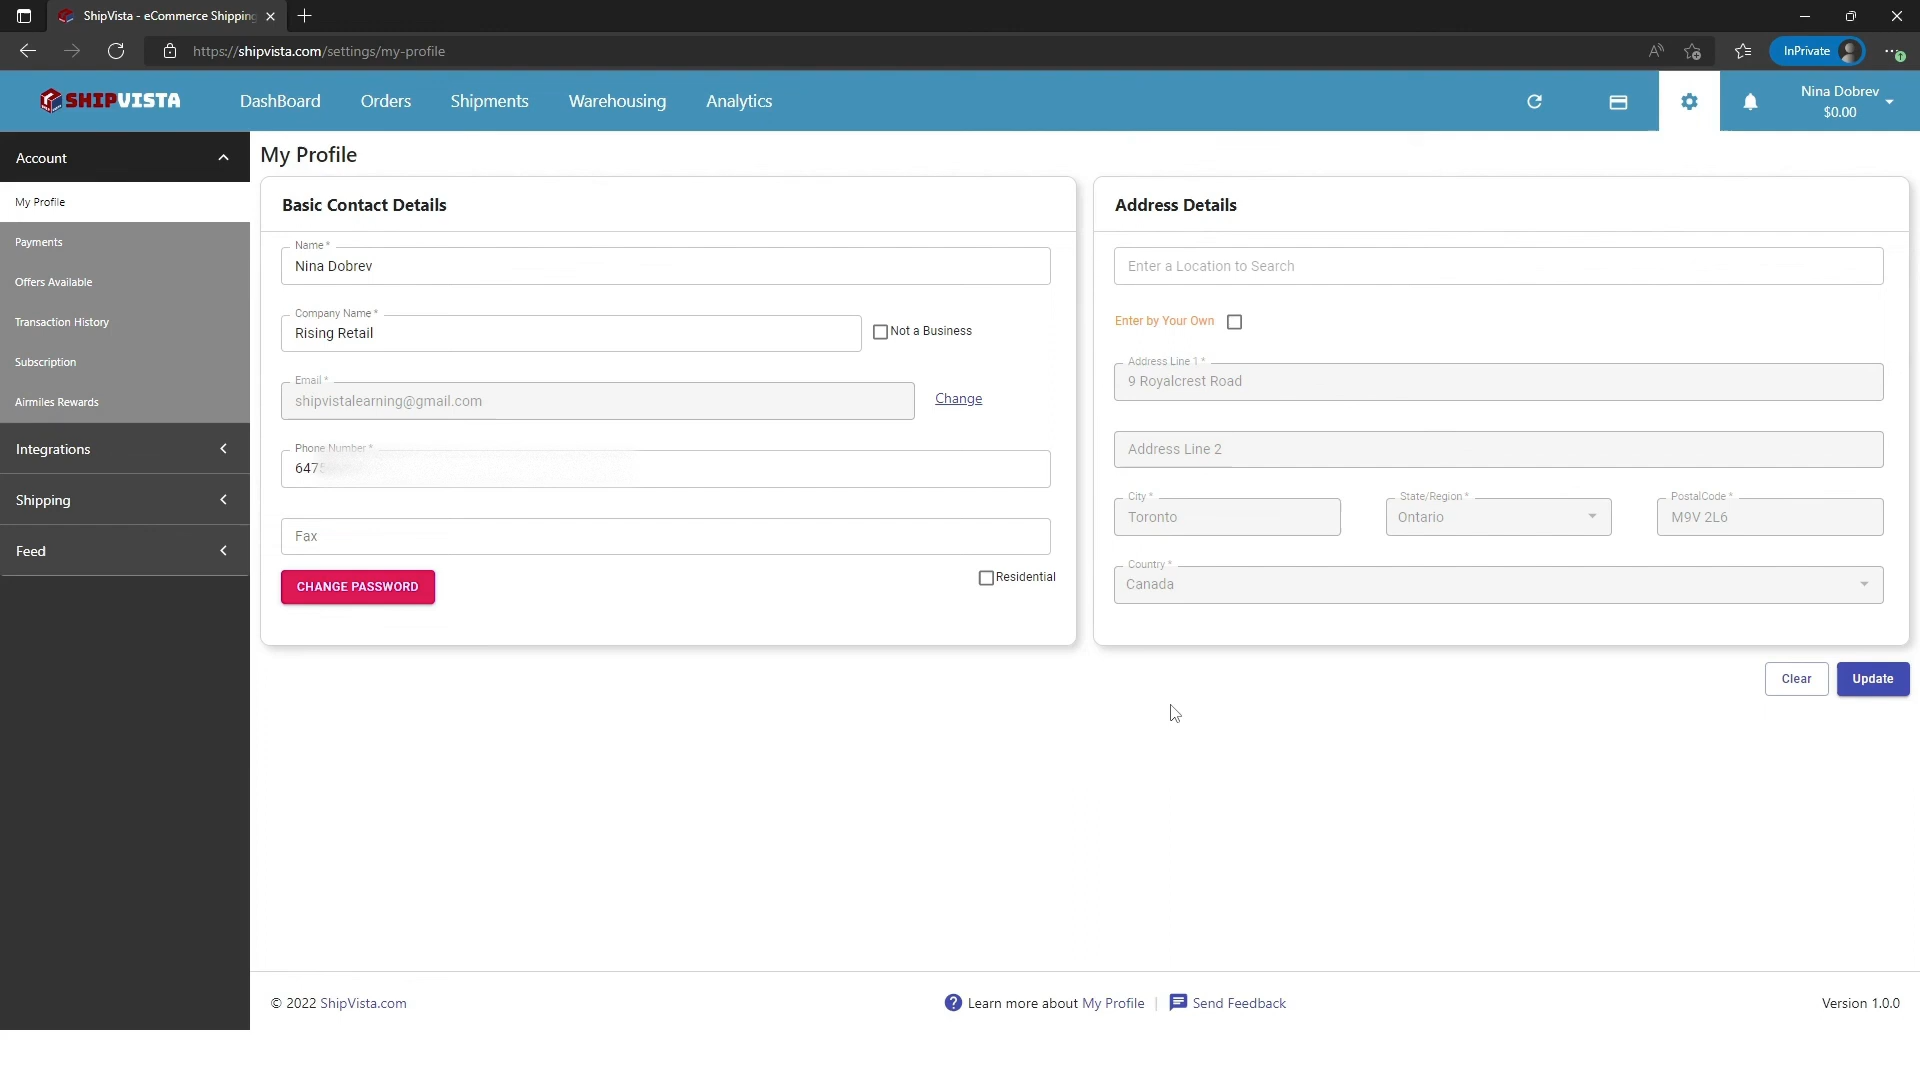 ShipVista - eCommerce Shipping
https://shipvista.com/settings/my-profile
InPrivate
SHIPVISTA
DashBoard
Orders
Shipments
Warehousing
Analytics
Nina Dobrev
$0.00
Account
My Profile
Payments
Offers Available
Transaction History
Subscription
Airmiles Rewards
Integrations
Shipping
Feed
My Profile
Basic Contact Details
Name *
Nina Dobrev
Company Name *
Rising Retail
Not a Business
Email *
shipvistalearning@gmail.com
Change
Phone Number *
647
Fax
CHANGE PASSWORD
Residential
Address Details
Enter a Location to Search
Enter by Your Own
Address Line 1 *
9 Royalcrest Road
Address Line 2
City *
Toronto
State/Region *
Ontario
PostalCode *
M9V 2L6
Country *
Canada
Clear
Update
© 2022 ShipVista.com
Learn more about My Profile
Send Feedback
Version 1.0.0